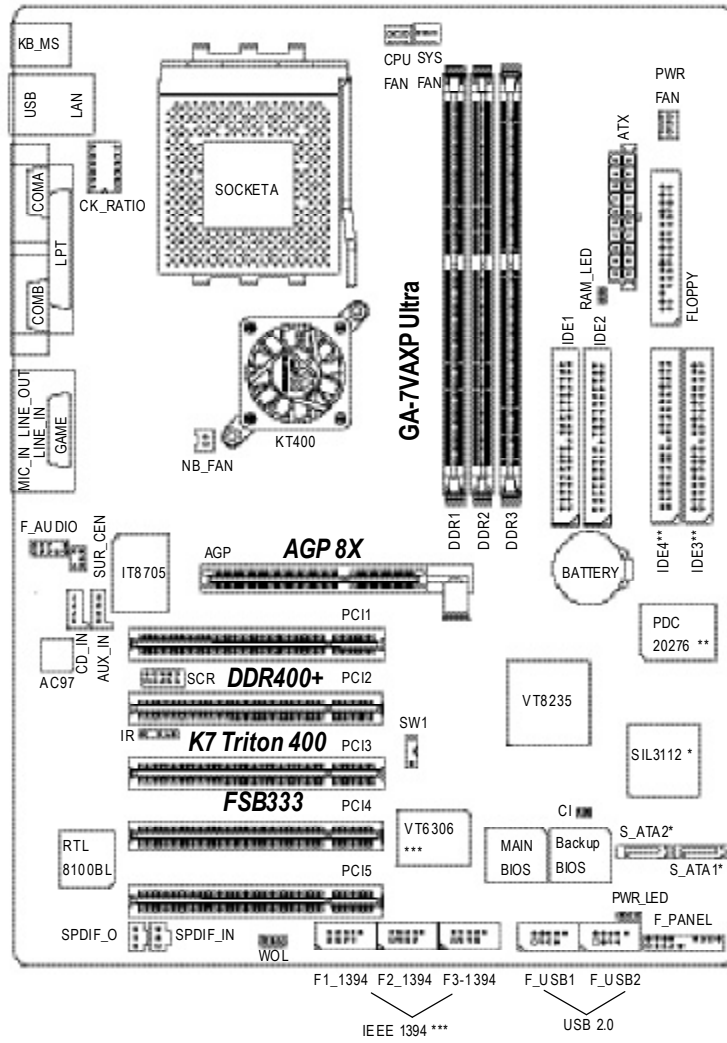 KB_MS
CPU SYS
FAN FAN
PWR
FAN
USB LAN
ATX
CK_RATIO
SOCKETA
COMA
LPT
COMB
RAM_LED
FLOPPY
IDE1
IDE2
GA-7VAXP Ultra
MIC_IN LINE_OUT
LINE_IN
GAME
NB_FAN
KT400
DDR1
DDR2
DDR3
IDE4**
IDE3**
F_AUDIO
SUR_CEN
IT8705
AGP
AGP 8X
BATTERY
CD_IN
AUX_IN
AC97
PCI1
PDC
20276 **
SCR
DDR400+
PCI2
VT8235
IR
K7 Triton 400
PCI3
SW1
SIL3112 *
FSB333
PCI4
CI
VT6306
***
MAIN
BIOS
Backup
BIOS
S_ATA2*
S_ATA1*
RTL
8100BL
PCI5
PWR_LED
F_PANEL
SPDIF_O
SPDIF_IN
WOL
F1_1394 F2_1394 F3-1394
F_USB1 F_USB2
IEEE 1394 ***
USB 2.0